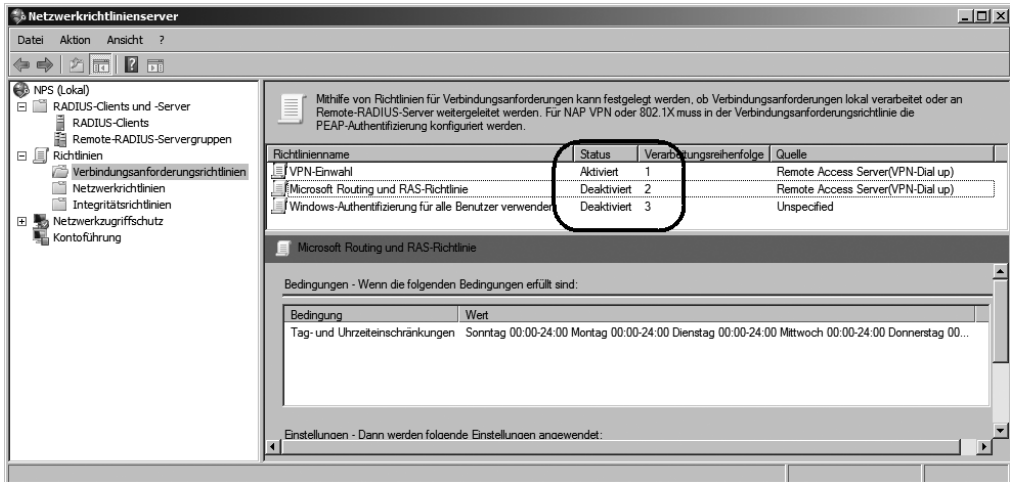 Netzwerkrichtlinienserver
Datei Aktion Ansicht ?
NPS (Lokal)
RADIUS-Clients und -Server
RADIUS-Clients
Remote-RADIUS-Servergruppen
Richtlinien
Verbindungsanforderungsrichtlinien
Netzwerkrichtlinien
Integritätsrichtlinien
Netzwerkzugriffschutz
Kontoführung
Mithilfe von Richtlinien für Verbindungsanforderungen kann festgelegt werden, ob Verbindungsanforderungen lokal verarbeitet oder an
Remote-RADIUS-Server weitergeleitet werden. Für NAP VPN oder 802.1X muss in der Verbindungsanforderungsrichtlinie die
PEAP-Authentifizierung konfiguriert werden.
Richtlinienname Status Verarbeitungsreihenfolge Quelle
VPN-Einwahl Aktiviert 1 Remote Access Server(VPN-Dial up)
Microsoft Routing und RAS-Richtlinie Deaktiviert 2 Remote Access Server(VPN-Dial up)
Windows-Authentifizierung für alle Benutzer verwenden Deaktiviert 3 Unspecified
Microsoft Routing und RAS-Richtlinie
Bedingungen - Wenn die folgenden Bedingungen erfüllt sind:
Bedingung Wert
Tag- und Uhrzeiteinschränkungen Sonntag 00:00-24:00 Montag 00:00-24:00 Dienstag 00:00-24:00 Mittwoch 00:00-24:00 Donnerstag 00...
Einstellungen - Dann werden folgende Einstellungen angewendet: